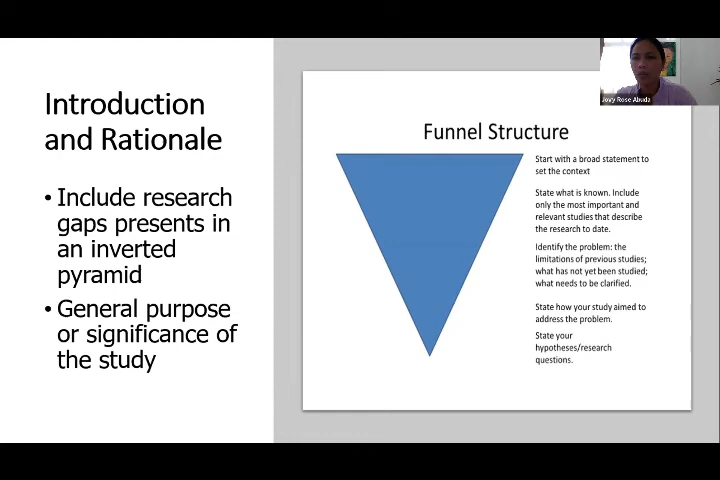 Introduction
and Rationale
• Include research
gaps presents in
an inverted
pyramid
• General purpose
or significance of
the study
Funnel Structure
Start with a broad statement to
set the context
State what is known. Include
only the most important and
relevant studies that describe
the research to date.
Identify the problem: the
limitations of previous studies;
what has not yet been studied;
what needs to be clarified.
State how your study aimed to
address the problem.
State your
hypotheses/research
questions.
Jovy Rose Abuda